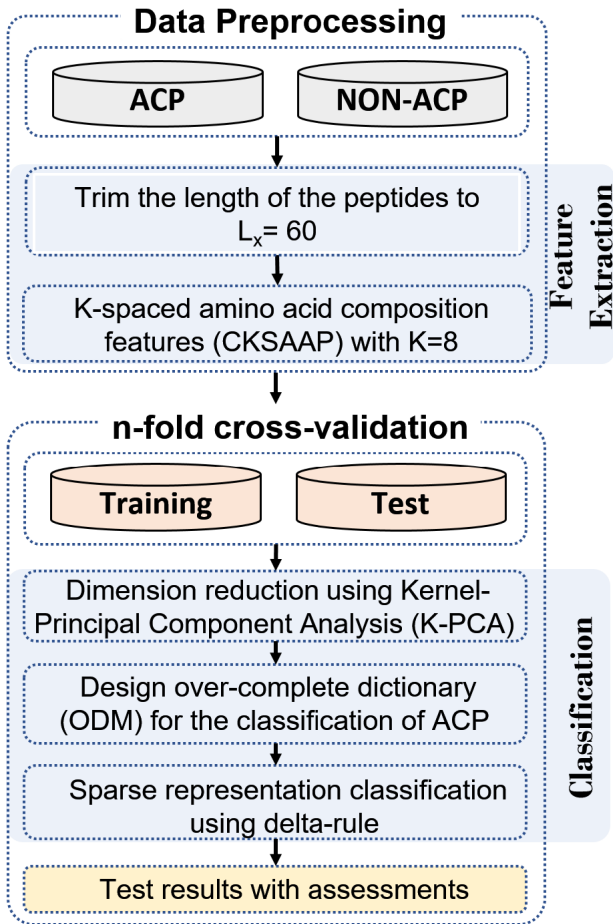 Data Preprocessing
ACP
NON-ACP
Trim the length of the peptides to
Lₓ= 60
K-spaced amino acid composition
features (CKSAAP) with K=8
Feature
Extraction
n-fold cross-validation
Training
Test
Dimension reduction using Kernel-
Principal Component Analysis (K-PCA)
Design over-complete dictionary
(ODM) for the classification of ACP
Sparse representation classification
using delta-rule
Classification
Test results with assessments